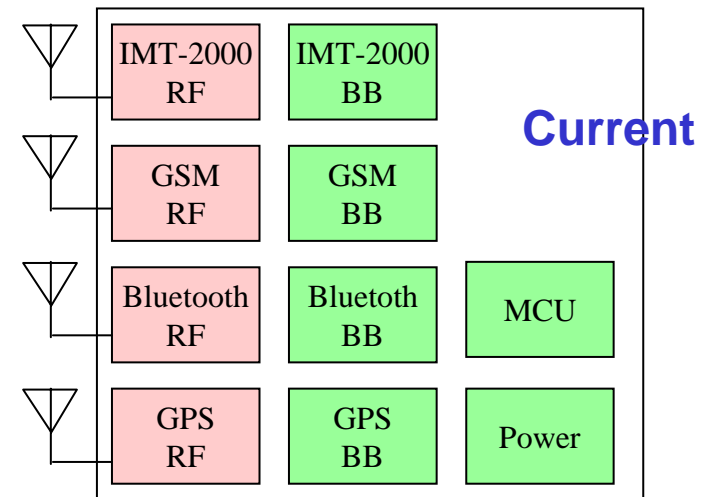 IMT-2000
RF
IMT-2000
BB
Current
GSM
RF
GSM
BB
Bluetooth
RF
Bluetoth
BB
MCU
GPS
RF
GPS
BB
Power